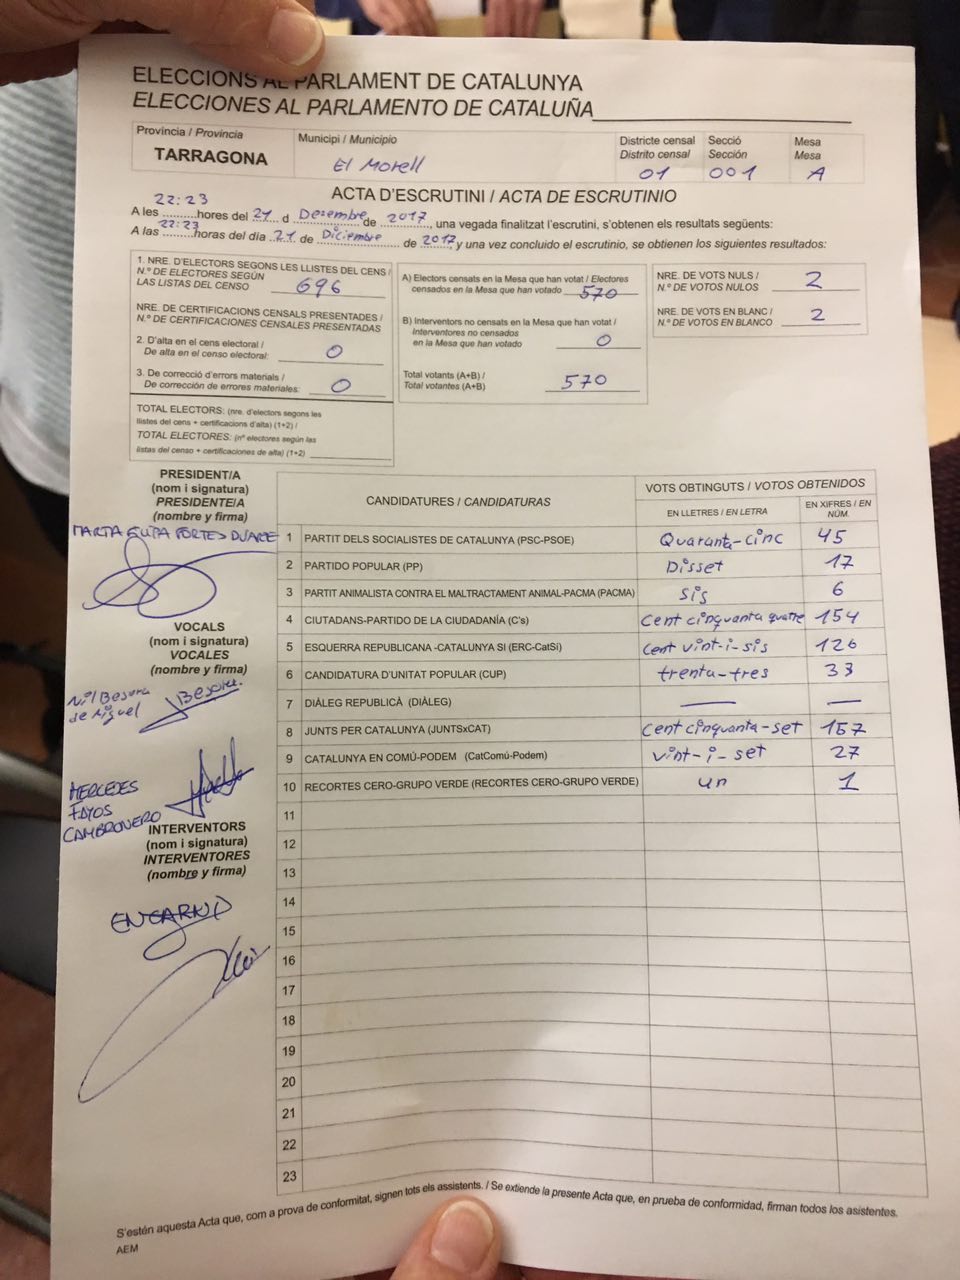 ELECCIONS AL PARLAMENT DE CATALUNYA
ELECCIONES AL PARLAMENTO DE CATALUÑA
Provincia / Provincia
TARRAGONA
Municipi / Municipio
El Morell
Districte censal
Distrito censal
01
Secció
Sección
001
Mesa
Mesa
A
ACTA D'ESCRUTINI / ACTA DE ESCRUTINIO
A les 22:23 hores del 21 d Desembre de 2017, una vegada finalitzat l'escrutini, s'obtenen els resultats següents:
A las 22:23 horas del día 21 de Diciembre de 2017 y una vez concluido el escrutinio, se obtienen los siguientes resultados:
1. NRE. D'ELECTORS SEGONS LES LLISTES DEL CENS /
N.º DE ELECTORES SEGÚN
LAS LISTAS DEL CENSO 696
NRE. DE CERTIFICACIONS CENSALS PRESENTADES /
N.º DE CERTIFICACIONES CENSALES PRESENTADAS
2. D'alta en el cens electoral /
De alta en el censo electoral: 0
3. De correcció d'errors materials /
De corrección de errores materiales: 0
TOTAL ELECTORS: (nre. d'electors segons les
llistes del cens + certificacions d'alta) (1+2) /
TOTAL ELECTORES: (nº electores según las
listas del censo + certificaciones de alta) (1+2)
A) Electors censats en la Mesa que han votat / Electores
censados en la Mesa que han votado 570
B) Interventors no censats en la Mesa que han votat /
Interventores no censados
en la Mesa que han votado 0
Total votants (A+B) /
Total votantes (A+B) 570
NRE. DE VOTS NULS /
N.º DE VOTOS NULOS 2
NRE. DE VOTS EN BLANC /
N.º DE VOTOS EN BLANCO 2
PRESIDENT/A
(nom i signatura)
PRESIDENTE/A
(nombre y firma)
MARTA FORTES DUARTE
VOCALS
(nom i signatura)
VOCALES
(nombre y firma)
Nil Besora
de Miguel
Besora
MERCEDES
FAYOS
CAMBRONERO
INTERVENTORS
(nom i signatura)
INTERVENTORES
(nombre y firma)
CANDIDATURES / CANDIDATURAS
VOTS OBTINGUTS / VOTOS OBTENIDOS
EN LLETRES / EN LETRA
EN XIFRES / EN
NÚM.
1 PARTIT DELS SOCIALISTES DE CATALUNYA (PSC-PSOE) Quaranta-cinc 45
2 PARTIDO POPULAR (PP) Disset 17
3 PARTIT ANIMALISTA CONTRA EL MALTRACTAMENT ANIMAL-PACMA (PACMA) sis 6
4 CIUTADANS-PARTIDO DE LA CIUDADANÍA (C's) Cent cinquanta quatre 154
5 ESQUERRA REPUBLICANA -CATALUNYA SI (ERC-CatSí) Cent vint-i-sis 126
6 CANDIDATURA D'UNITAT POPULAR (CUP) trenta-tres 33
7 DIÀLEG REPUBLICÀ (DIÀLEG) — —
8 JUNTS PER CATALUNYA (JUNTSxCAT) Cent cinquanta-set 157
9 CATALUNYA EN COMÚ-PODEM (CatComú-Podem) vint-i-set 27
10 RECORTES CERO-GRUPO VERDE (RECORTES CERO-GRUPO VERDE) un 1
11
12
13
14
15
16
17
18
19
20
21
22
23
S'estén aquesta Acta que, com a prova de conformitat, signen tots els assistents. / Se extiende la presente Acta que, en prueba de conformidad, firman todos los asistentes.
AEM